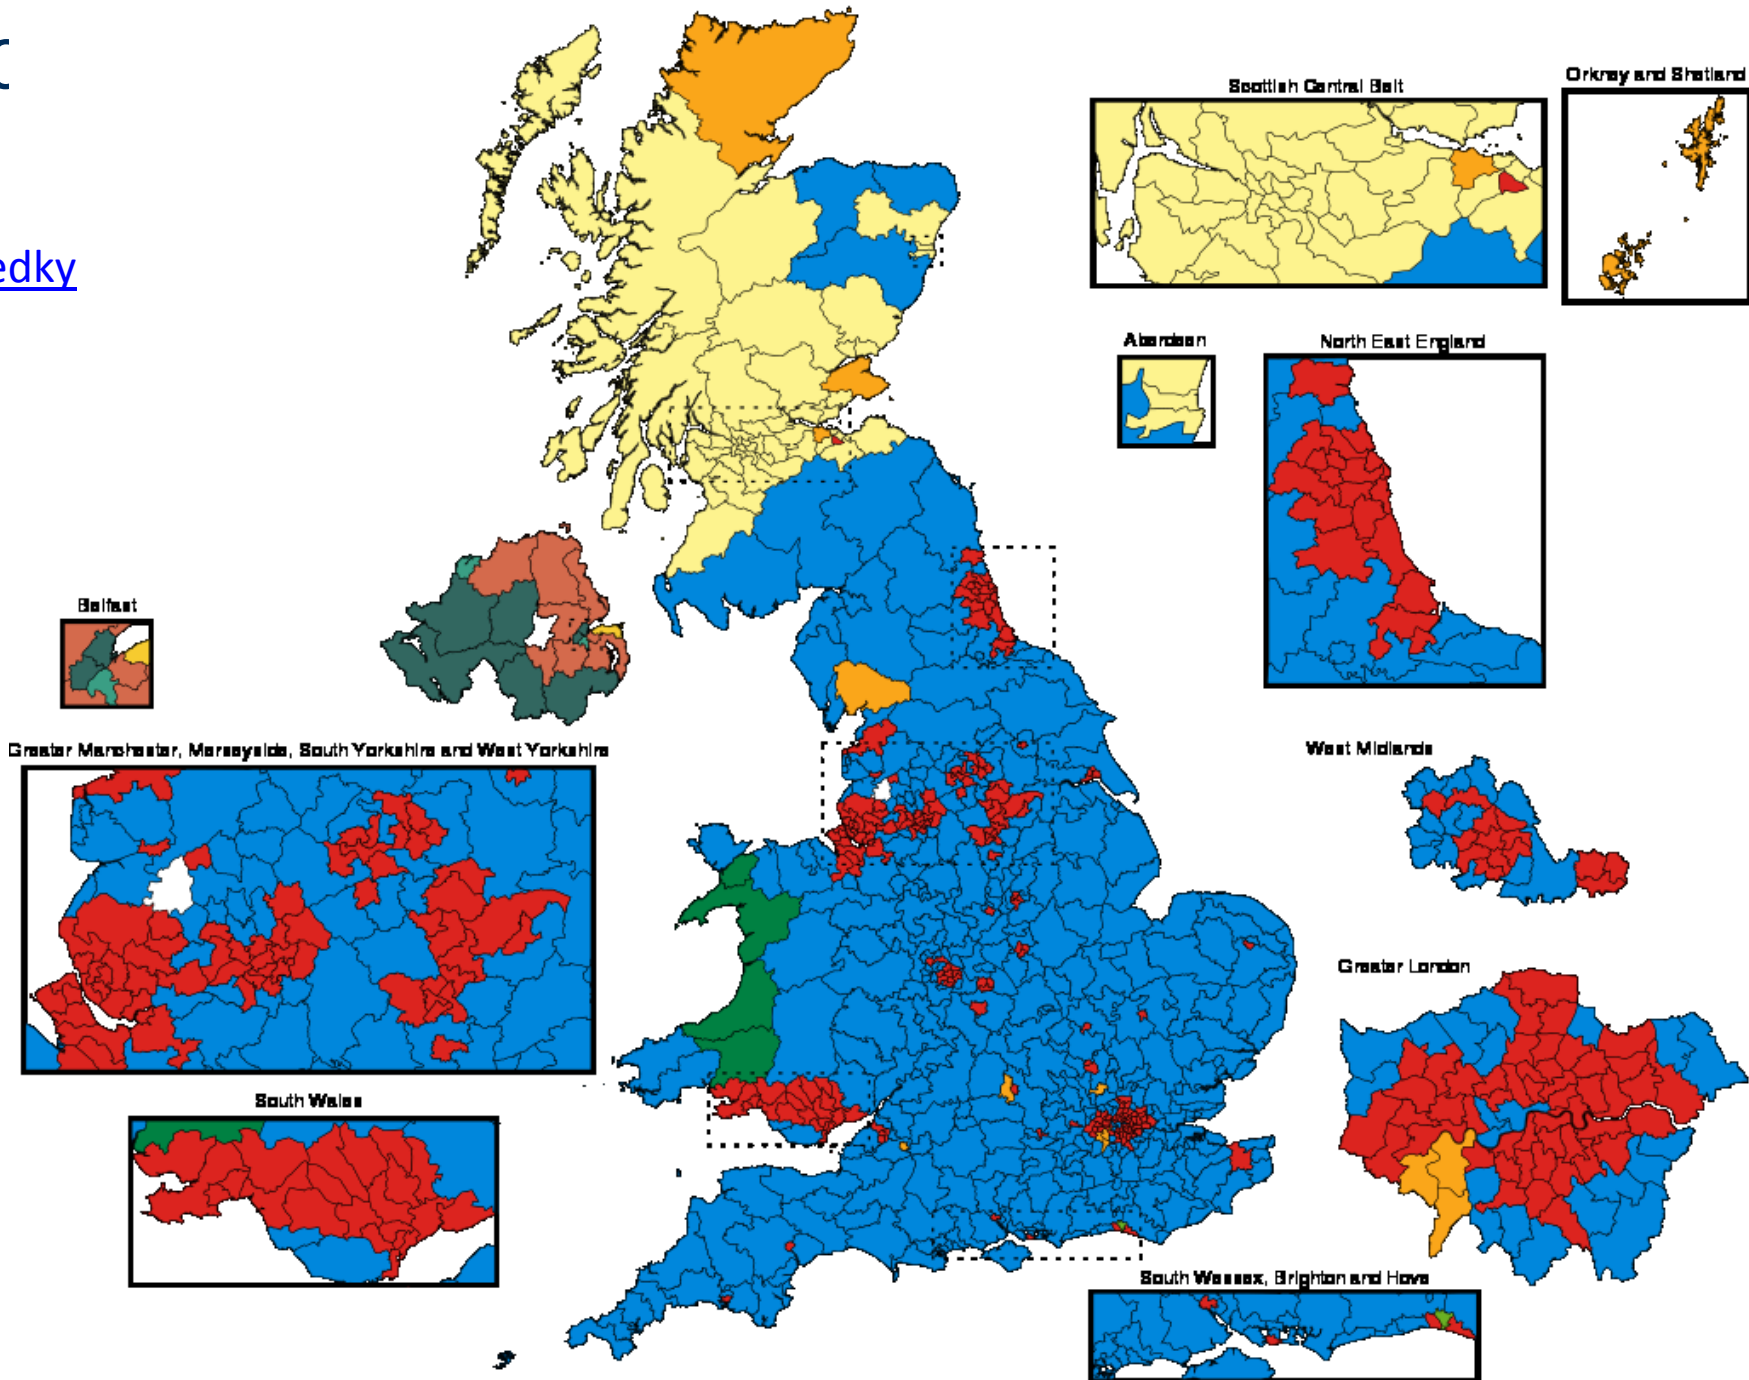 edky
Scottish Central Belt
Orkney and Shetland
Aberdeen
North East England
Belfast
Greater Manchester, Merseyside, South Yorkshire and West Yorkshire
West Midlands
Greater London
South Wales
South Wessex, Brighton and Hove